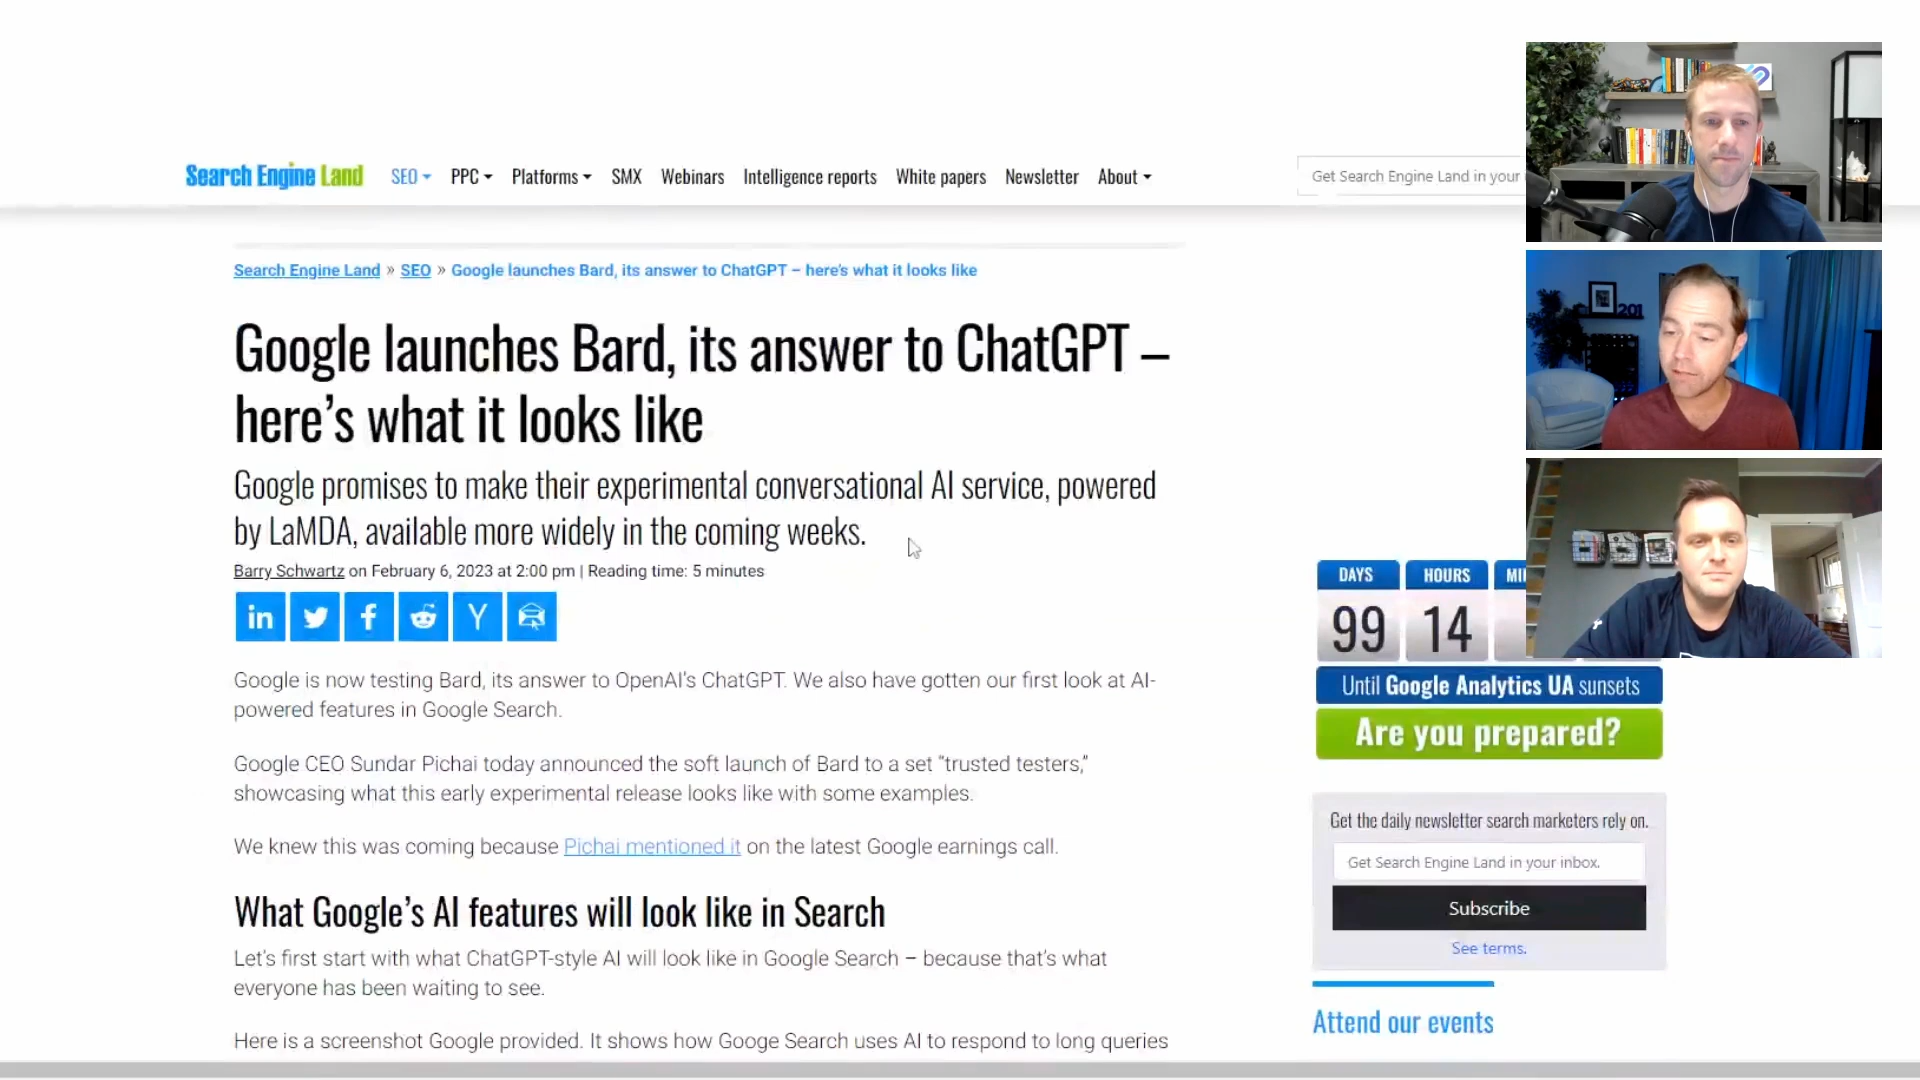 Search Engine Land
SEO
PPC
Platforms
SMX
Webinars
Intelligence reports
White papers
Newsletter
About
Get Search Engine Land in your
Search Engine Land » SEO » Google launches Bard, its answer to ChatGPT – here's what it looks like
Google launches Bard, its answer to ChatGPT –
here's what it looks like
Google promises to make their experimental conversational AI service, powered
by LaMDA, available more widely in the coming weeks.
Barry Schwartz on February 6, 2023 at 2:00 pm | Reading time: 5 minutes
Google is now testing Bard, its answer to OpenAI's ChatGPT. We also have gotten our first look at AI-
powered features in Google Search.
Google CEO Sundar Pichai today announced the soft launch of Bard to a set "trusted testers,"
showcasing what this early experimental release looks like with some examples.
We knew this was coming because Pichai mentioned it on the latest Google earnings call.
What Google's AI features will look like in Search
Let's first start with what ChatGPT-style AI will look like in Google Search – because that's what
everyone has been waiting to see.
Here is a screenshot Google provided. It shows how Googe Search uses AI to respond to long queries
DAYS
HOURS
99
14
Until Google Analytics UA sunsets
Are you prepared?
Get the daily newsletter search marketers rely on.
Get Search Engine Land in your inbox.
Subscribe
See terms.
Attend our events
201